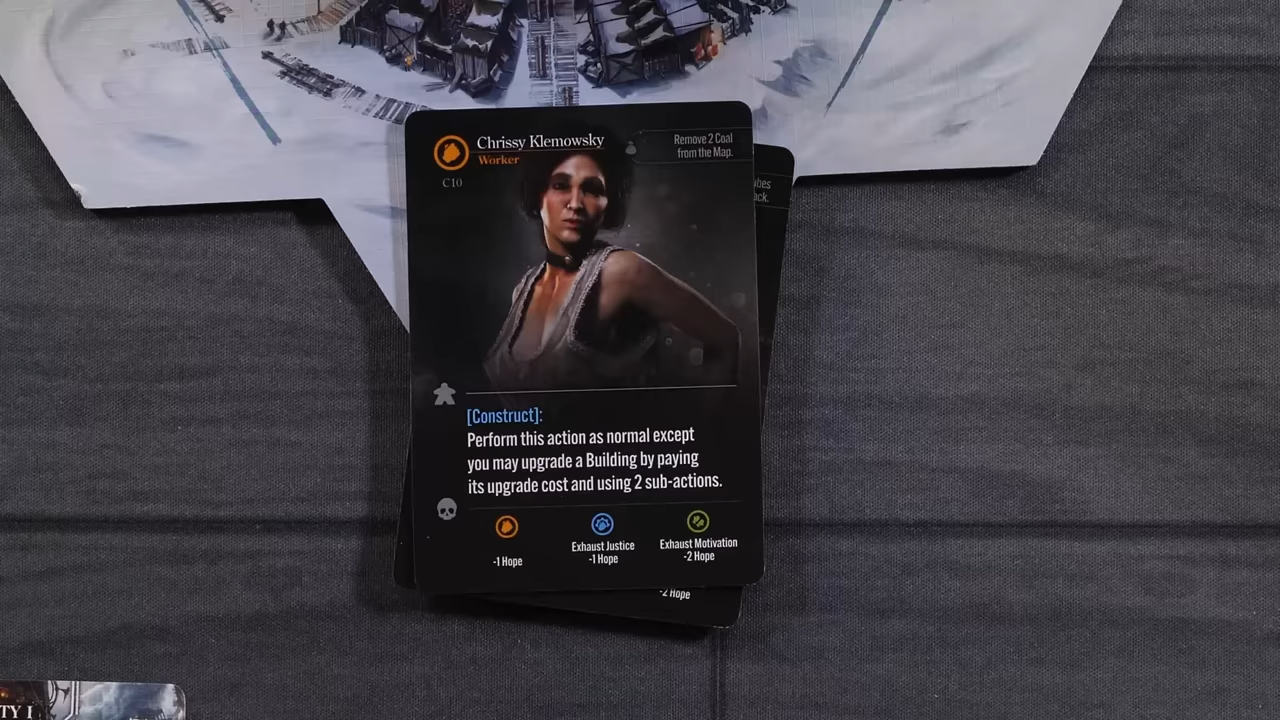 Chrissy Klemowsky
Worker
C10
Remove 2 Coal
from the Map.
[Construct]:
Perform this action as normal except
you may upgrade a Building by paying
its upgrade cost and using 2 sub-actions.
-1 Hope
Exhaust Justice
-1 Hope
Exhaust Motivation
-2 Hope
-2 Hope
TY I